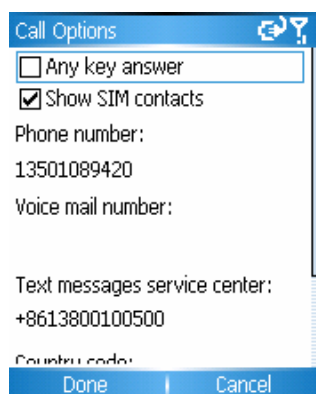 Call Options
Any key answer
Show SIM contacts
Phone number:
13501089420
Voice mail number:
Text messages service center:
+8613800100500
Country code:
Done
Cancel